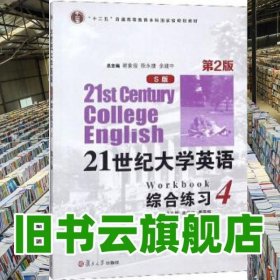 "十二五"普通高等教育本科国家级规划教材
总主编 翟象俊 张永捷 余建中
第2版
S版
21st Century
College
English
21世纪大学英语
Workbook
综合练习 4
旧书云旗舰店
复旦大学出版社